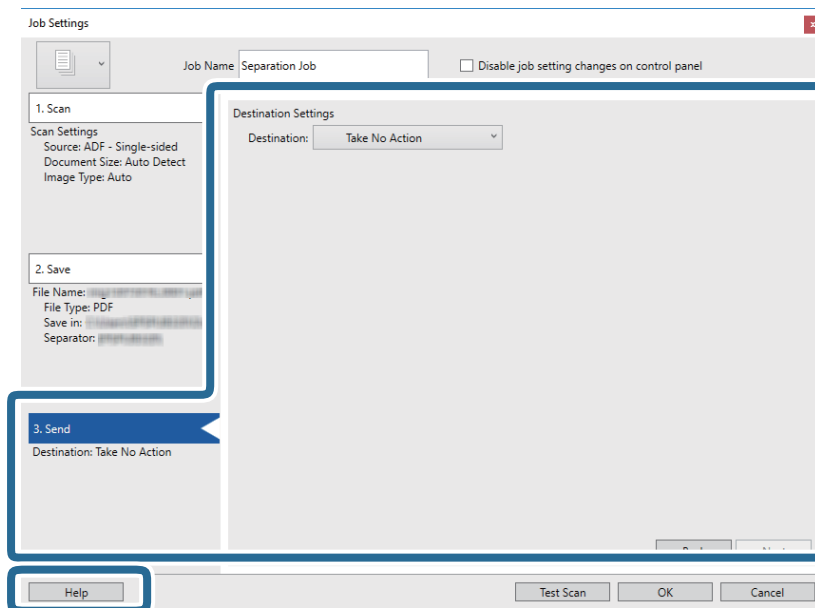 Job Settings
Job Name Separation Job Disable job setting changes on control panel
1. Scan
Scan Settings
Source: ADF - Single-sided
Document Size: Auto Detect
Image Type: Auto
2. Save
File Name:
File Type: PDF
Save in:
Separator:
3. Send
Destination: Take No Action
Destination Settings
Destination: Take No Action
Help Test Scan OK Cancel